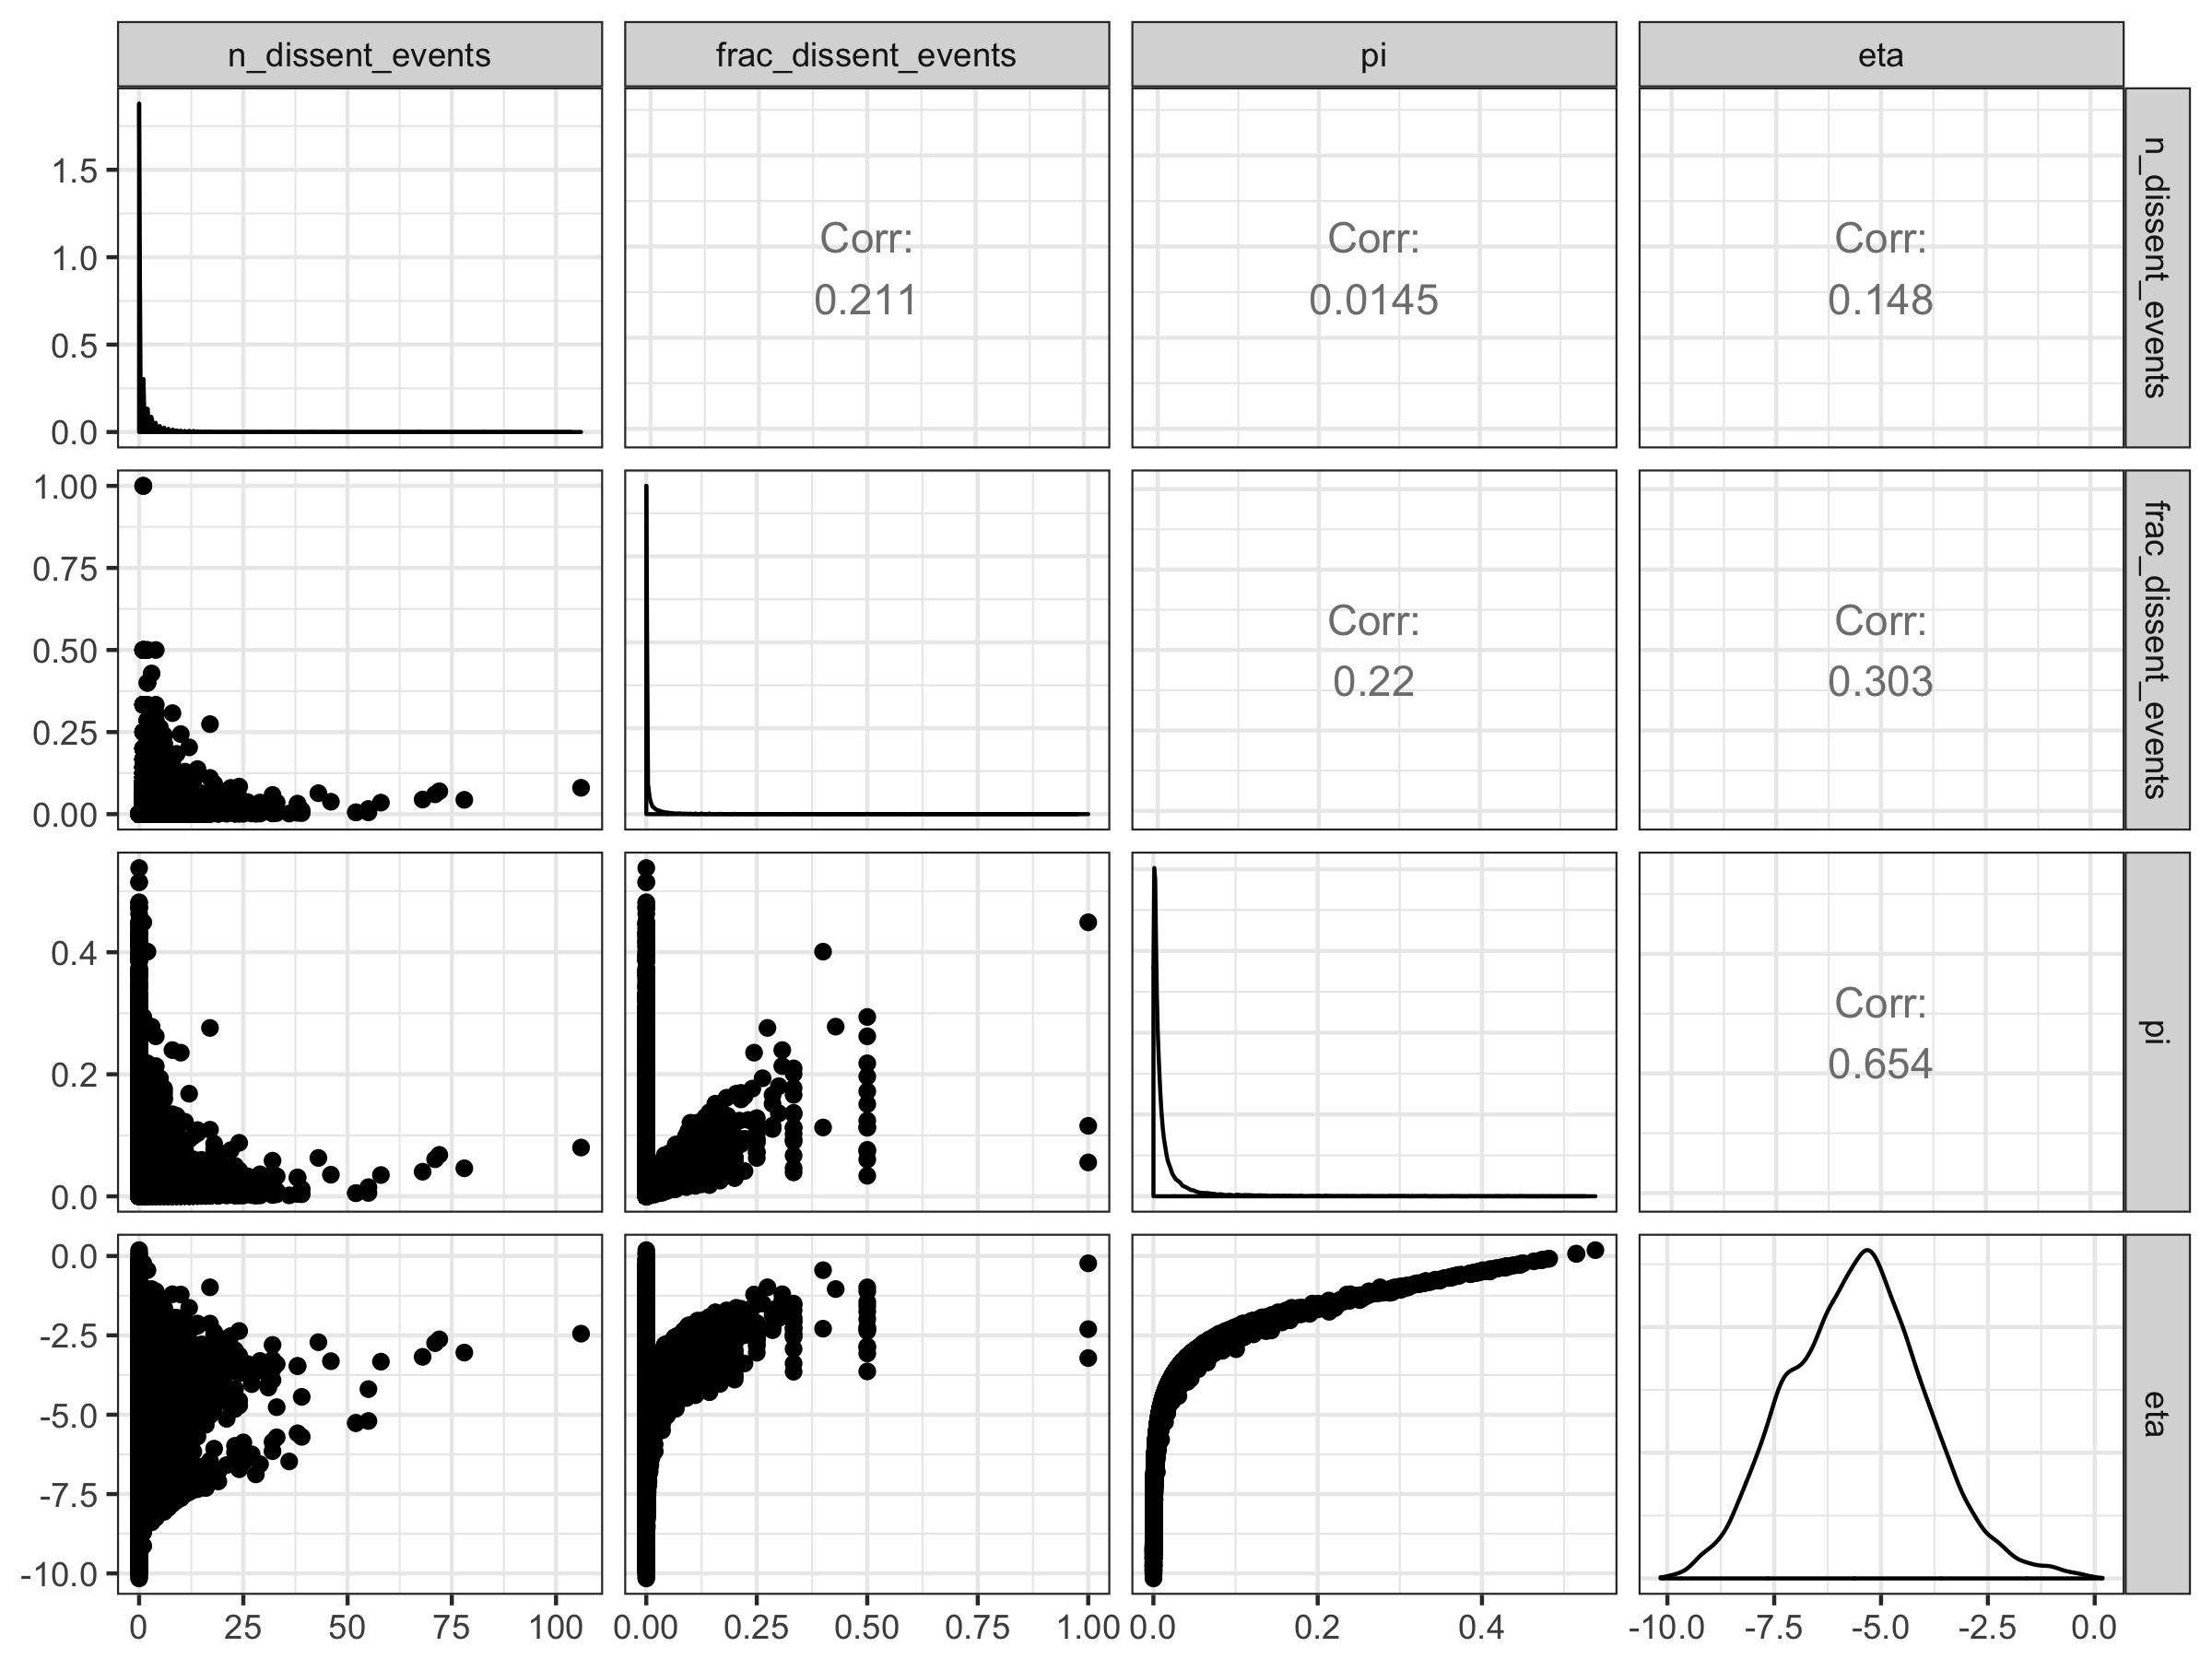 n_dissent_events frac_dissent_events pi eta
1.5
1.0
0.5
0.0
Corr:
0.211
Corr:
0.0145
Corr:
0.148
n_dissent_events
1.00
0.75
0.50
0.25
0.00
Corr:
0.22
Corr:
0.303
frac_dissent_events
0.4
0.2
0.0
Corr:
0.654
pi
0.0
-2.5
-5.0
-7.5
-10.0
eta
0 25 50 75 100 0.00 0.25 0.50 0.75 1.00 0.0 0.2 0.4 -10.0 -7.5 -5.0 -2.5 0.0